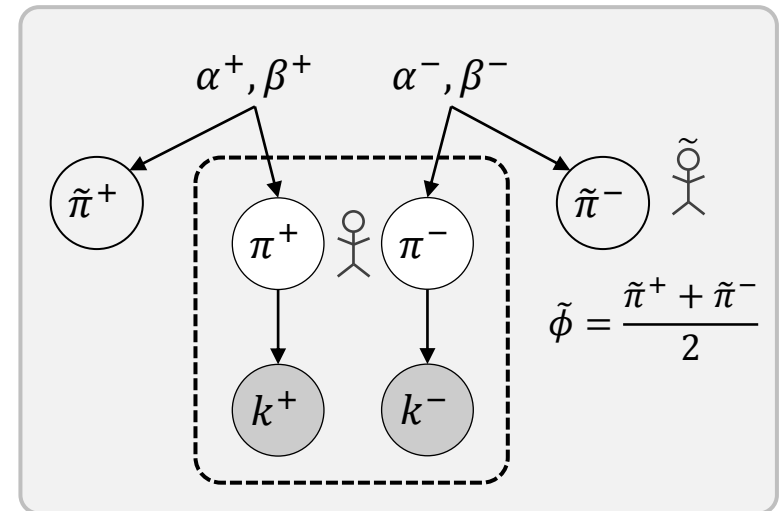 α⁺, β⁺ α⁻, β⁻
π̃⁺ π⁺ π⁻ π̃⁻
φ̃ = (π̃⁺ + π̃⁻) / 2
k⁺ k⁻